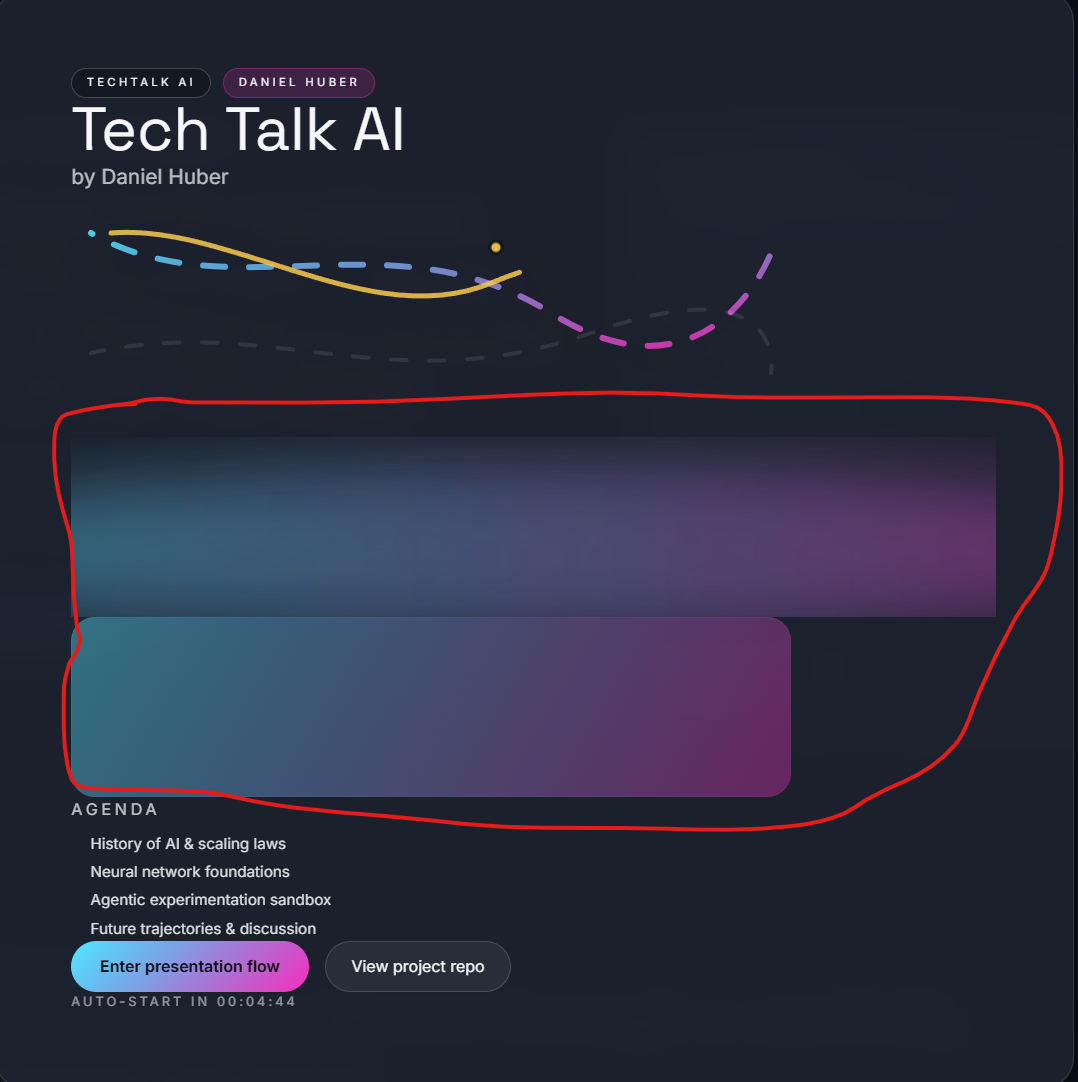 TECHTALK AI DANIEL HUBER
Tech Talk AI
by Daniel Huber
AGENDA
History of AI & scaling laws
Neural network foundations
Agentic experimentation sandbox
Future trajectories & discussion
Enter presentation flow View project repo
AUTO-START IN 00:04:44